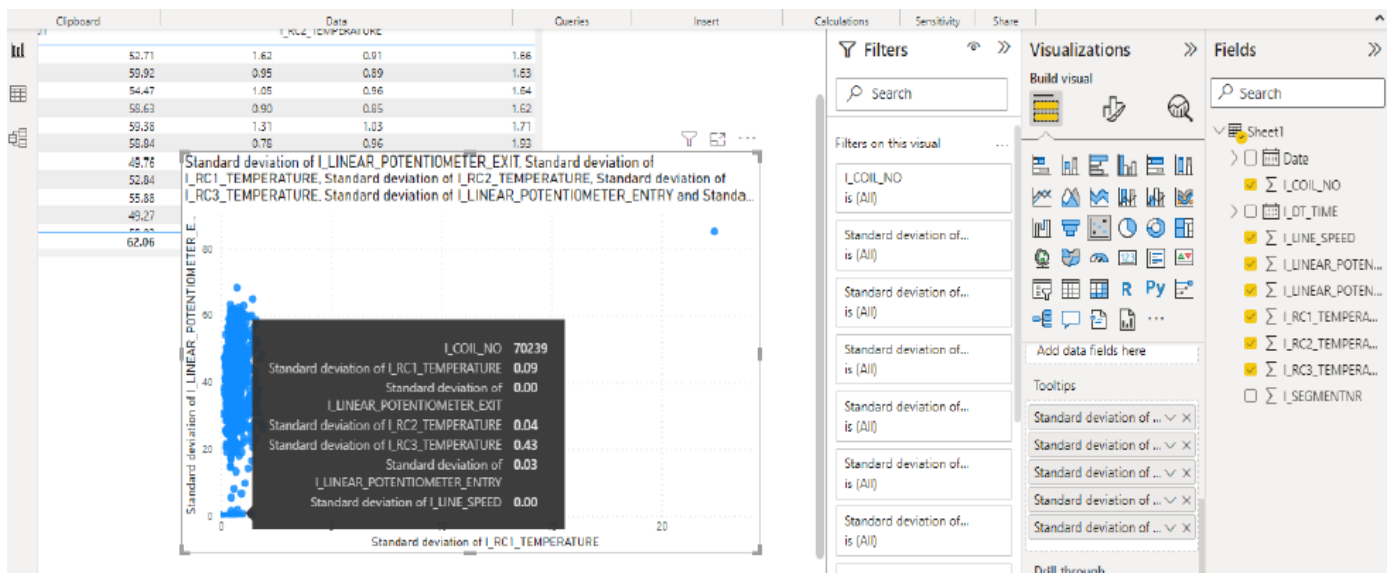 Clipboard
Data
Queries
Insert
Calculations
Sensitivity
Share
I_RC2_TEMPERATURE
52.71 1.62 0.91 1.66
59.92 0.95 0.89 1.63
54.47 1.05 0.96 1.64
58.63 0.90 0.85 1.62
59.38 1.31 1.03 1.71
58.84 0.78 0.96 1.93
49.76
52.84
55.88
49.27
62.06
Standard deviation of I_LINEAR_POTENTIOMETER_EXIT, Standard deviation of
I_RC1_TEMPERATURE, Standard deviation of I_RC2_TEMPERATURE, Standard deviation of
I_RC3_TEMPERATURE, Standard deviation of I_LINEAR_POTENTIOMETER_ENTRY and Standa...
Standard deviation of I_LINEAR_POTENTIOMETER_E...
80
60
40
20
0
I_COIL_NO 70239
Standard deviation of I_RC1_TEMPERATURE 0.09
Standard deviation of 0.00
I_LINEAR_POTENTIOMETER_EXIT
Standard deviation of I_RC2_TEMPERATURE 0.04
Standard deviation of I_RC3_TEMPERATURE 0.43
Standard deviation of 0.03
I_LINEAR_POTENTIOMETER_ENTRY
Standard deviation of I_LINE_SPEED 0.00
0
20
Standard deviation of I_RC1_TEMPERATURE
Filters
Search
Filters on this visual
...
I_COIL_NO
is (All)
Standard deviation of...
is (All)
Standard deviation of...
is (All)
Standard deviation of...
is (All)
Standard deviation of...
is (All)
Standard deviation of...
is (All)
Standard deviation of...
is (All)
Visualizations
Build visual
123
R
Py
...
Add data fields here
Tooltips
Standard deviation of ...
Standard deviation of ...
Standard deviation of ...
Standard deviation of ...
Standard deviation of ...
Drill through
Fields
Search
Sheet1
Date
∑ I_COIL_NO
I_DT_TIME
∑ I_LINE_SPEED
∑ I_LINEAR_POTEN...
∑ I_LINEAR_POTEN...
∑ I_RC1_TEMPERA...
∑ I_RC2_TEMPERA...
∑ I_RC3_TEMPERA...
∑ I_SEGMENTNR